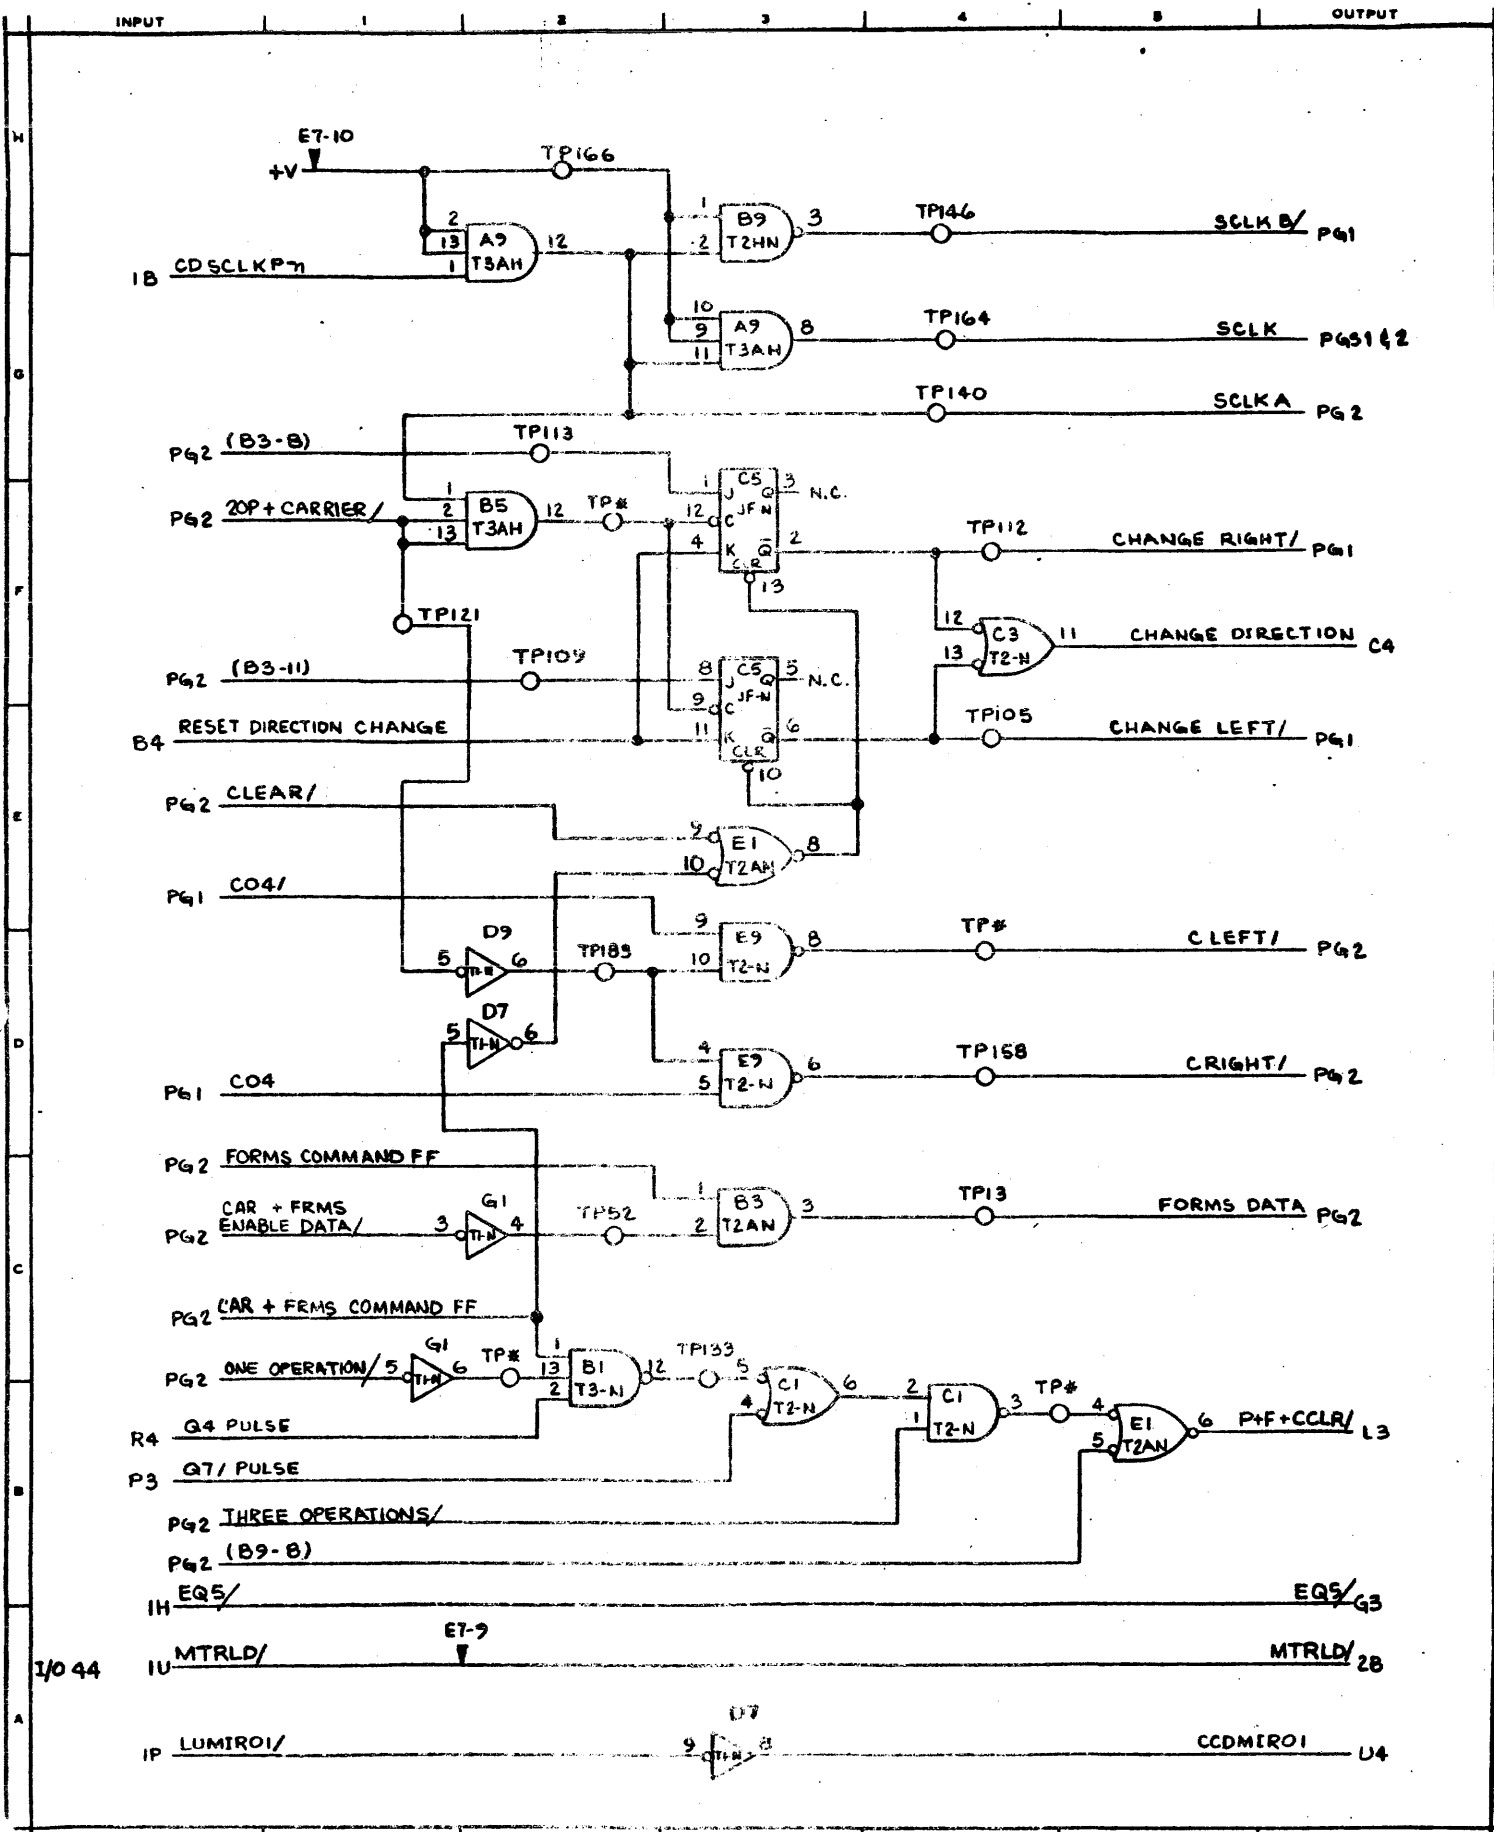 INPUT 1 2 3 4 5 OUTPUT
H
E7-10
+V
TP166
1 B9 3 TP146 SCLK B/ PG1
2 T2HN
2
13 A9 12
1 T3AH
1B CDSCLKPn
10
9 A9 8 TP164 SCLK PGS1&2
11 T3AH
G
TP140 SCLKA PG2
PG2 (B3-8) TP113
1 J C5 Q 3 N.C.
JF-N
PG2 20P+CARRIER/ 1
2 B5 12 TP* 12 C
13 T3AH
4 K Q 2 TP112 CHANGE RIGHT/ PG1
CLR
13
F
TP121
12 C3 11 CHANGE DIRECTION C4
13 T2-N
PG2 (B3-11) TP109 8 J C5 Q 5 N.C.
JF-N
9 C
B4 RESET DIRECTION CHANGE 11 K Q 6 TP105 CHANGE LEFT/ PG1
CLR
10
PG2 CLEAR/
E
9 E1 8
10 T2AN
PG1 CO4/
9 E9 8 TP* CLEFT/ PG2
10 T2-N
D9
5 6 TP183
D7
5 T1-N 6
D
4 E9 6 TP158 CRIGHT/ PG2
5 T2-N
PG1 CO4
PG2 FORMS COMMAND FF
1 B3 3 TP13 FORMS DATA PG2
2 T2AN
CAR + FRMS
PG2 ENABLE DATA/ 3 G1 T1-N 4 TP52
C
PG2 CAR + FRMS COMMAND FF
PG2 ONE OPERATION/ 5 G1 T1-N 6 TP*
1
13 B1 12 TP133
2 T3-N
5 C1 6
4 T2-N
2 C1 3 TP*
1 T2-N
4 E1 6 P+F+CCLR/ L3
5 T2AN
R4 Q4 PULSE
P3 Q7/ PULSE
B
PG2 THREE OPERATIONS/
PG2 (B9-8)
1H EQ5/ EQ5/ G3
E7-9
I/O 44 1U MTRLD/ MTRLD/ 2B
A
D7
1P LUMIRO1/ 9 T1-N 8 CCDMIRO1 U4